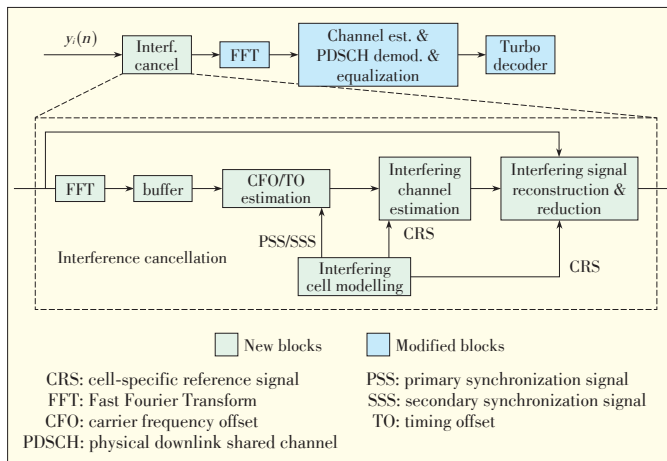 yi(n)
Interf.
cancel
FFT
Channel est. &
PDSCH demod. &
equalization
Turbo
decoder
FFT
buffer
CFO/TO
estimation
Interfering
channel
estimation
Interfering signal
reconstruction &
reduction
PSS/SSS
CRS
Interference cancellation
Interfering
cell modelling
CRS
New blocks
Modified blocks
CRS: cell-specific reference signal
FFT: Fast Fourier Transform
CFO: carrier frequency offset
PDSCH: physical downlink shared channel
PSS: primary synchronization signal
SSS: secondary synchronization signal
TO: timing offset